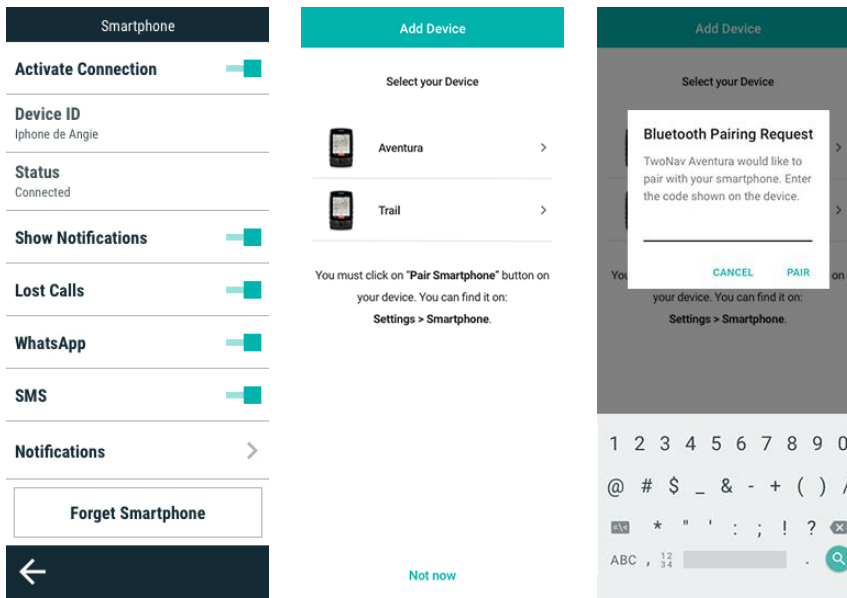 Smartphone
Activate Connection
Device ID
Iphone de Angie
Status
Connected
Show Notifications
Lost Calls
WhatsApp
SMS
Notifications
Forget Smartphone
Add Device
Select your Device
Aventura
Trail
You must click on "Pair Smartphone" button on
your device. You can find it on:
Settings > Smartphone.
Not now
Add Device
Select your Device
Bluetooth Pairing Request
TwoNav Aventura would like to
pair with your smartphone. Enter
the code shown on the device.
CANCEL PAIR
You on
your device. You can find it on:
Settings > Smartphone.
1 2 3 4 5 6 7 8 9 0
@ # $ _ & - + ( ) /
=\< * " ' : ; ! ?
ABC , 12 34 .